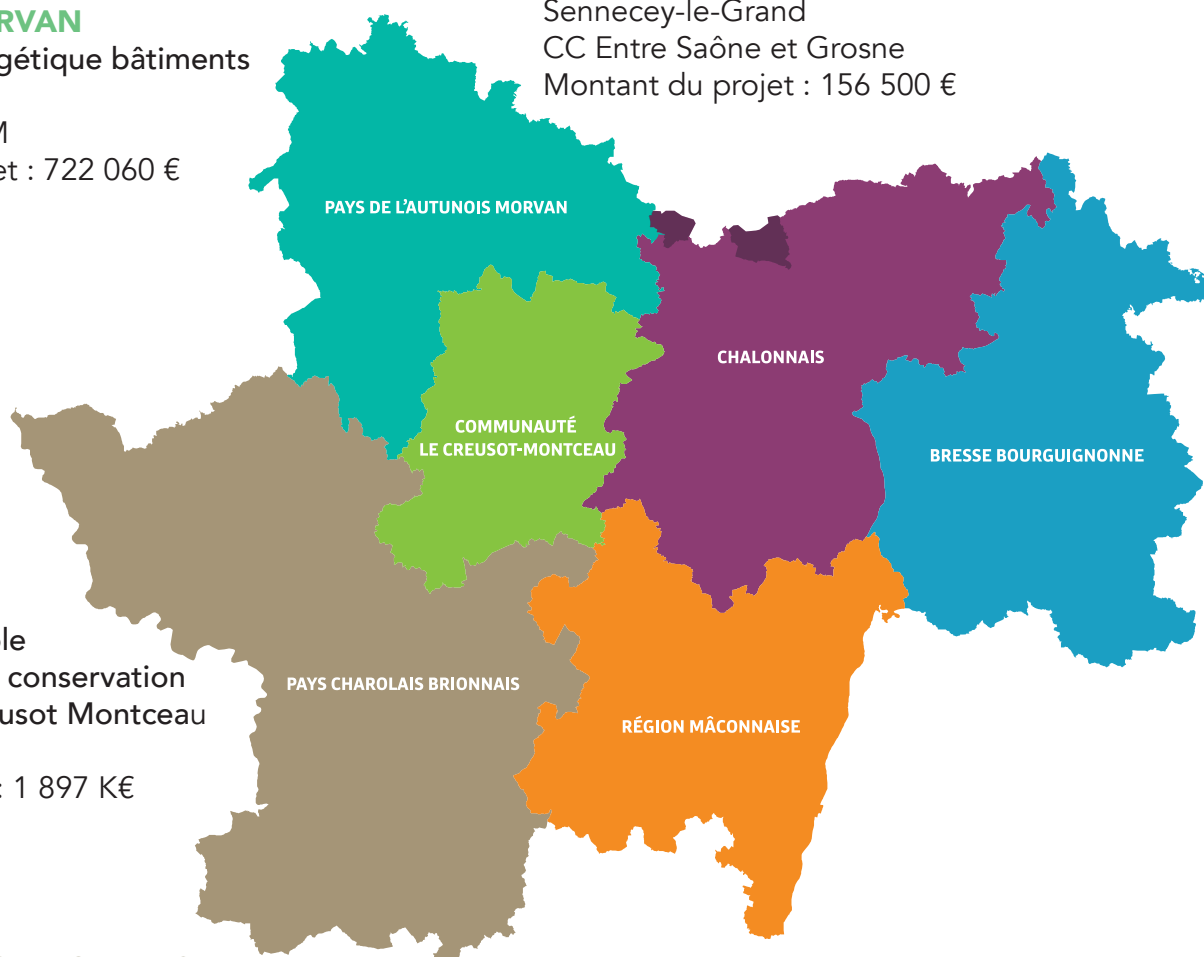 RVAN
gétique bâtiments
M
et : 722 060 €
Sennecey-le-Grand
CC Entre Saône et Grosne
Montant du projet : 156 500 €
PAYS DE L'AUTUNOIS MORVAN
CHALONNAIS
COMMUNAUTÉ
LE CREUSOT-MONTCEAU
BRESSE BOURGUIGNONNE
PAYS CHAROLAIS BRIONNAIS
RÉGION MÂCONNAISE
le
conservation
usot Montceau
: 1 897 K€